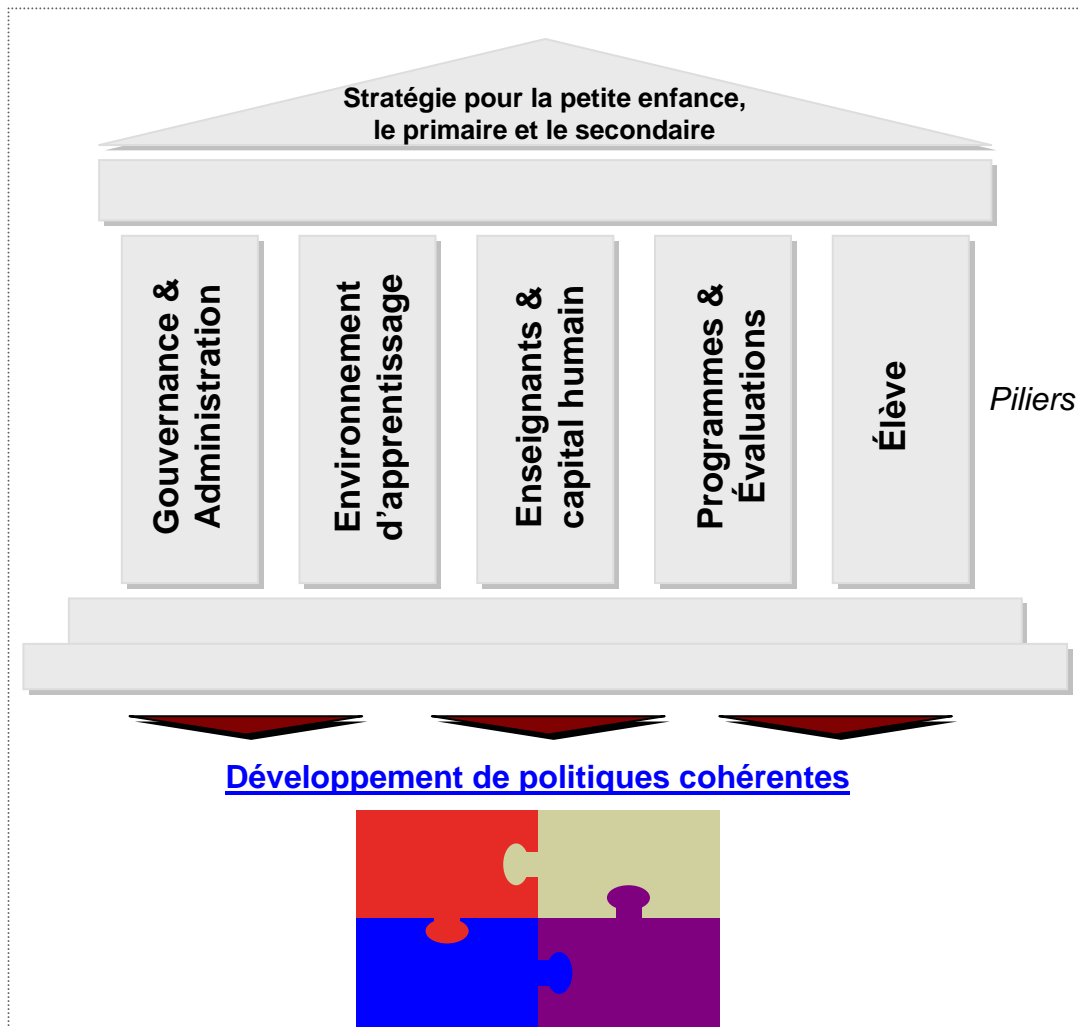 Stratégie pour la petite enfance,
le primaire et le secondaire
Gouvernance &
Administration
Environnement
d’apprentissage
Enseignants &
capital humain
Programmes &
Évaluations
Élève
Piliers
Développement de politiques cohérentes